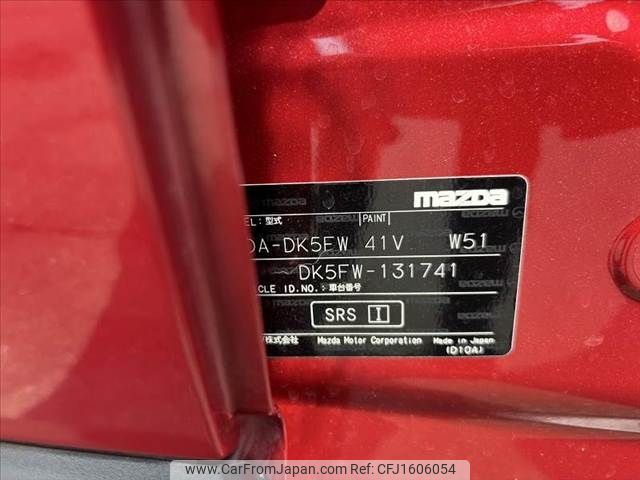 mazda
EL:型式 PAINT
DA-DK5FW 41V W51
DK5FW-131741
CLE ID.NO.:車台番号
SRS I
株式会社 Mazda Motor Corporation Made in Japan
(D10A)
www.CarFromJapan.com ID: CFJ1606054